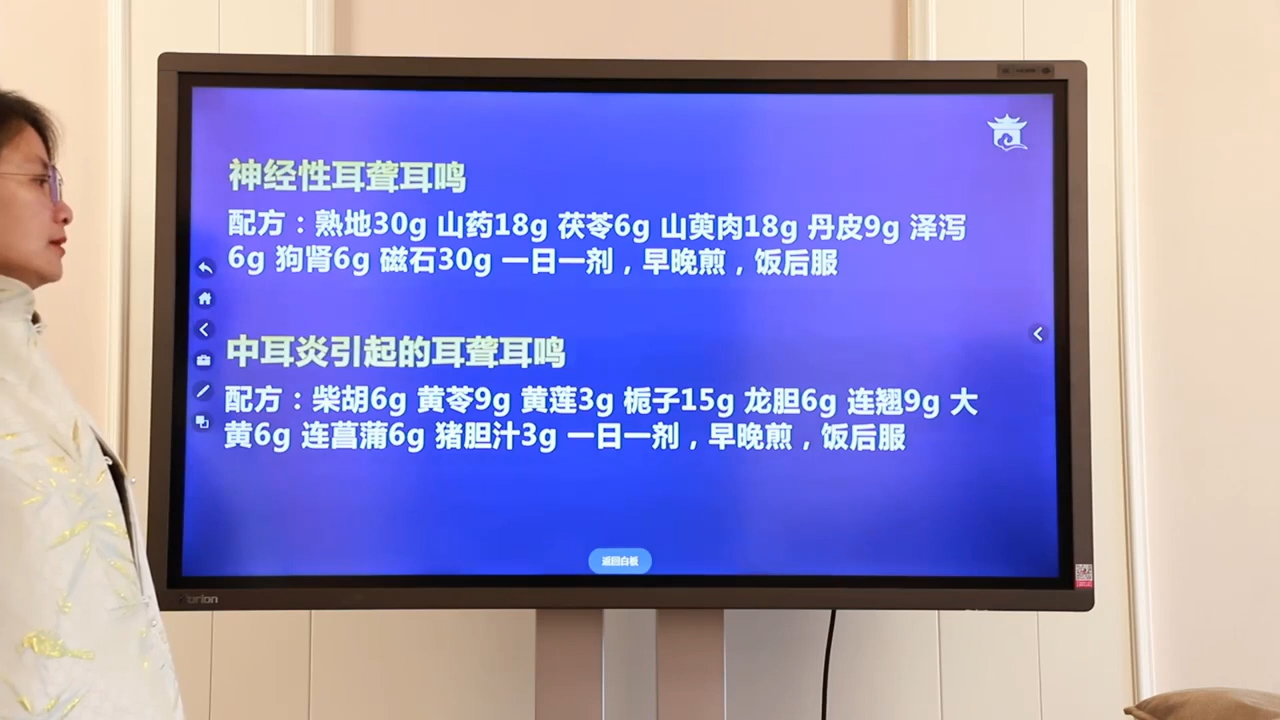 神经性耳聋耳鸣
配方：熟地30g 山药18g 茯苓6g 山萸肉18g 丹皮9g 泽泻
6g 狗肾6g 磁石30g 一日一剂，早晚煎，饭后服
中耳炎引起的耳聋耳鸣
配方：柴胡6g 黄苓9g 黄莲3g 栀子15g 龙胆6g 连翘9g 大
黄6g 连菖蒲6g 猪胆汁3g 一日一剂，早晚煎，饭后服
返回白板